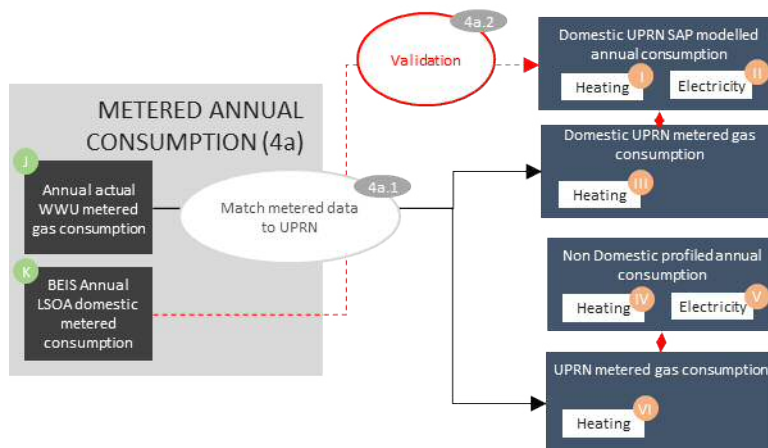 4a.2
Validation
Domestic UPRN SAP modelled
annual consumption
Heating
I
Electricity
II
METERED ANNUAL
CONSUMPTION (4a)
J
Annual actual
WWU metered
gas consumption
4a.1
Match metered data
to UPRN
Domestic UPRN metered gas
consumption
Heating
III
K
BEIS Annual
LSOA domestic
metered
consumption
Non Domestic profiled annual
consumption
Heating
IV
Electricity
V
UPRN metered gas consumption
Heating
VI